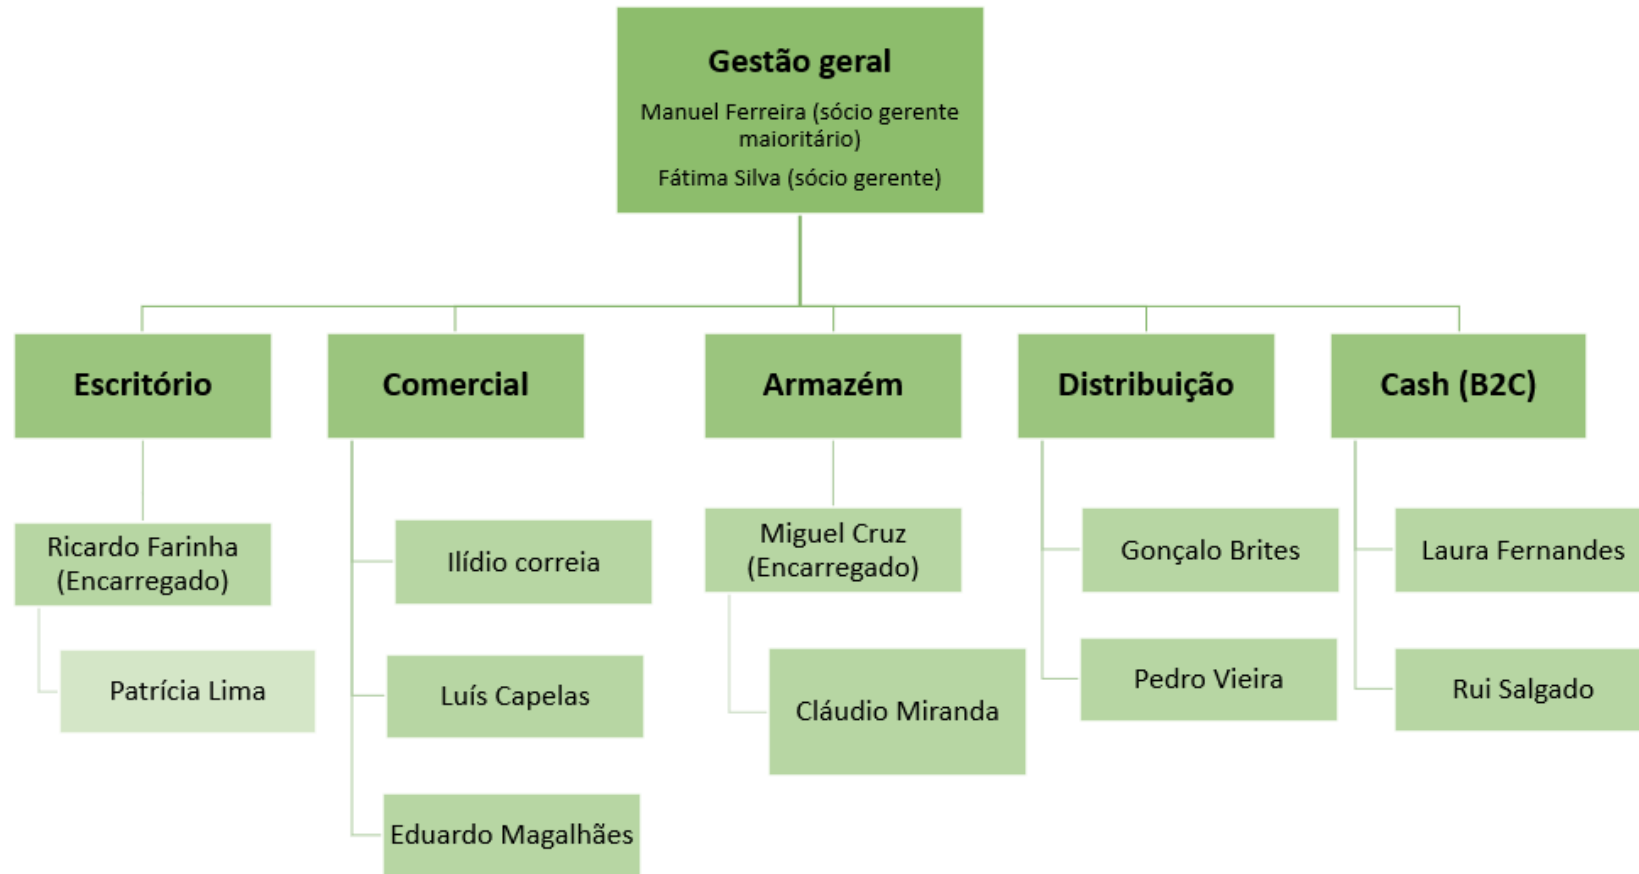 Gestão geral
Manuel Ferreira (sócio gerente
maioritário)
Fátima Silva (sócio gerente)
Escritório
Comercial
Armazém
Distribuição
Cash (B2C)
Ricardo Farinha
(Encarregado)
Patrícia Lima
Ilídio correia
Luís Capelas
Eduardo Magalhães
Miguel Cruz
(Encarregado)
Cláudio Miranda
Gonçalo Brites
Pedro Vieira
Laura Fernandes
Rui Salgado